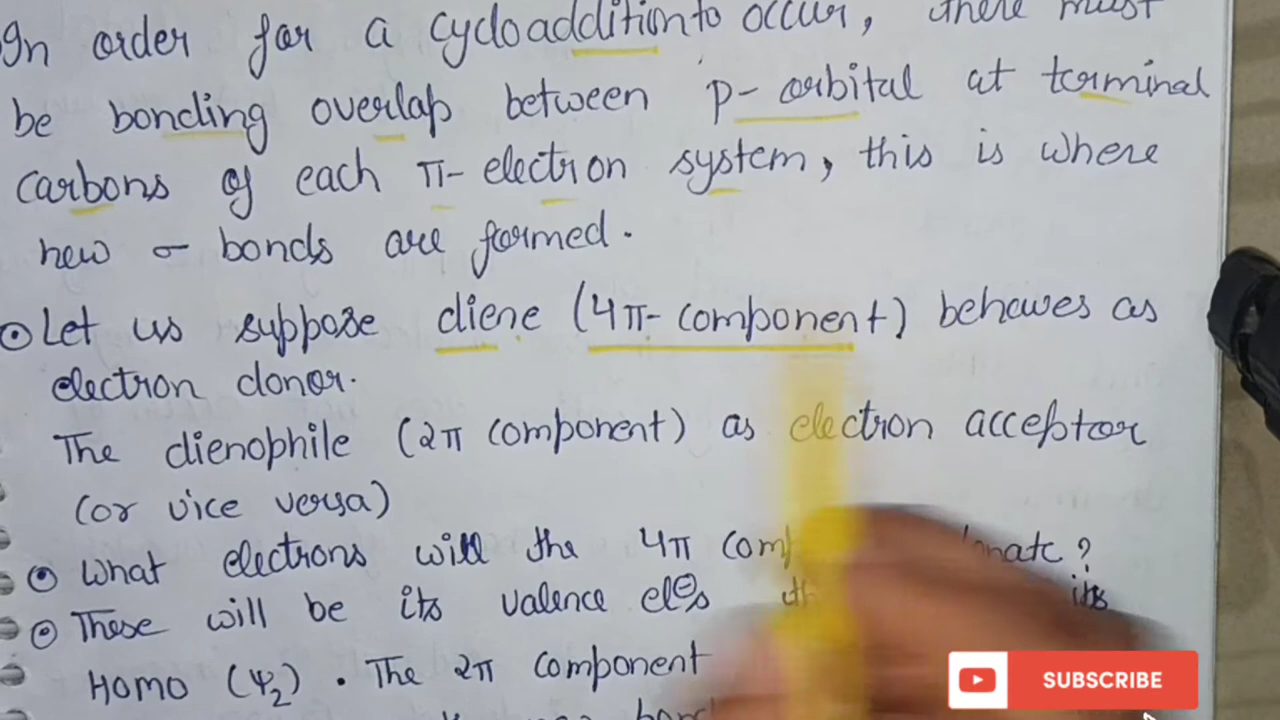 In order for a cycloaddition to occur, there must
be bonding overlap between p- orbital at terminal
carbons of each π- electron system, this is where
new σ bonds are formed.
Let us suppose diene (4π- component) behaves as
electron donor.
The dienophile (2π component) as electron acceptor
(or vice versa)
What electrons will the 4π ?
These will be its valence el⊖s its
HOMO (Ψ2). The 2π component
SUBSCRIBE